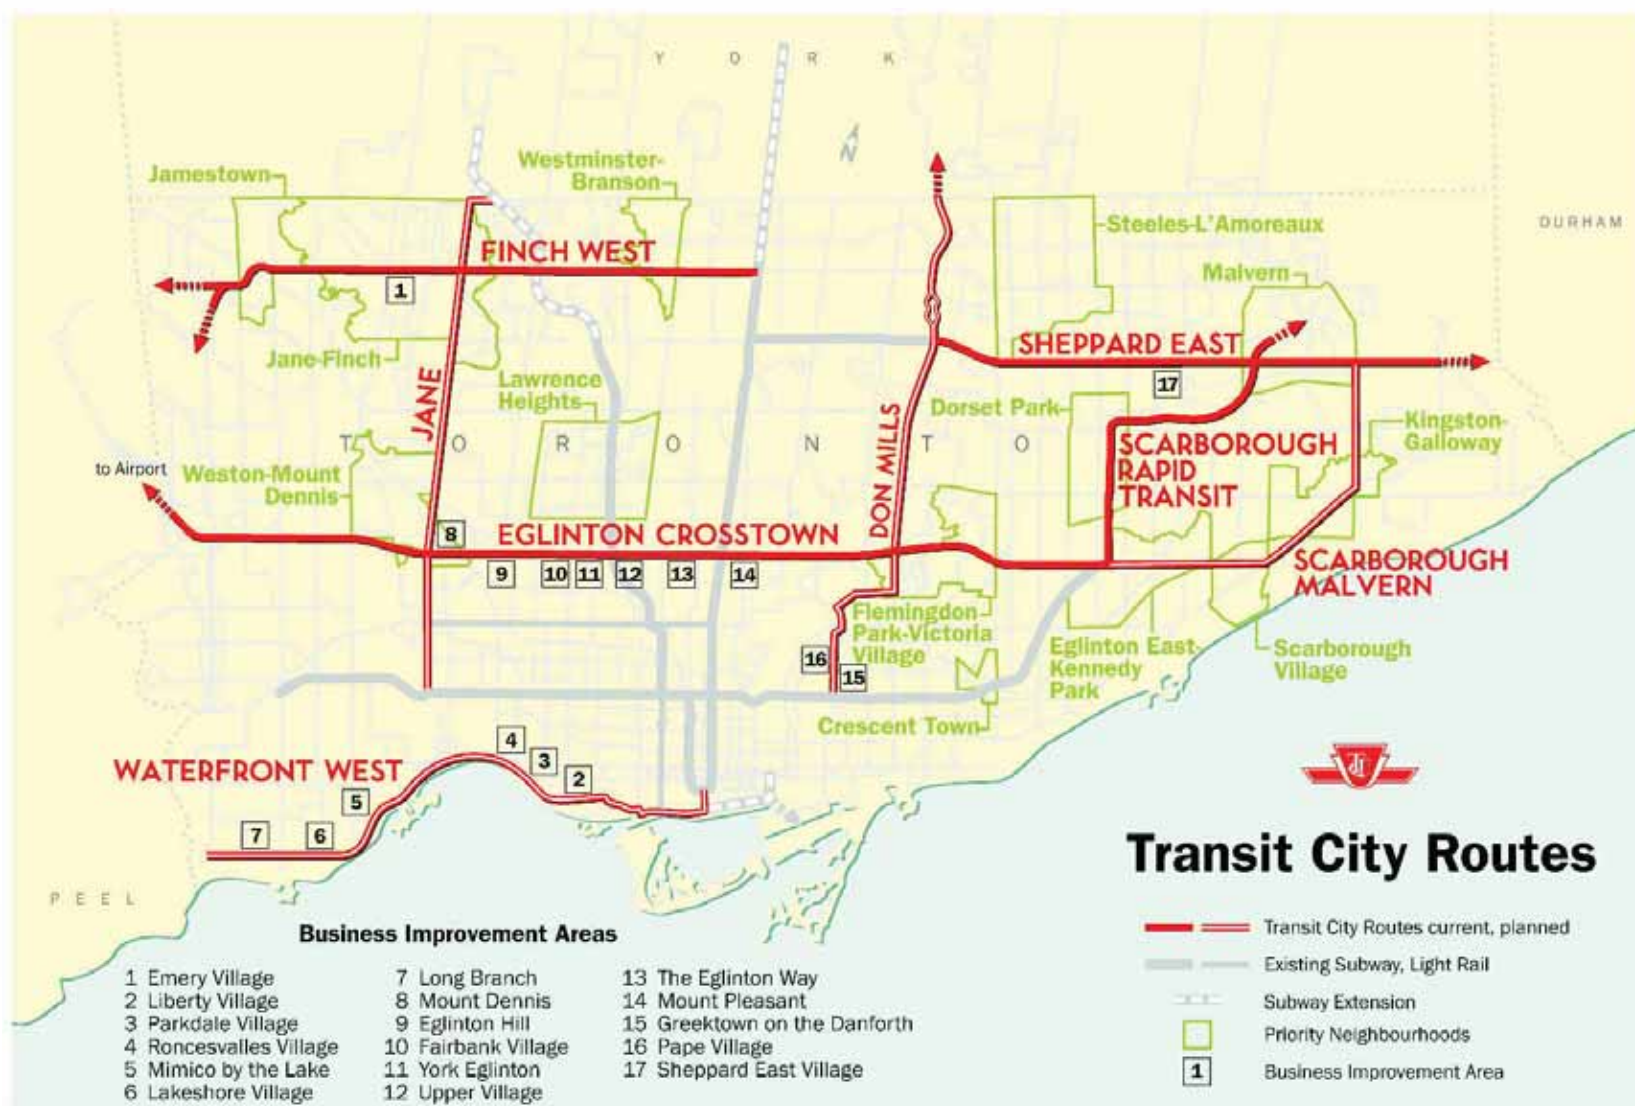 Y O R K
N
Westminster-
Branson
Jamestown
Steeles-L'Amoreaux
DURHAM
FINCH WEST
Malvern
1
Jane-Finch
SHEPPARD EAST
JANE
Lawrence
Heights
17
Dorset Park
DON MILLS
Kingston-
Galloway
T O R O N T O
SCARBOROUGH
RAPID
TRANSIT
to Airport
Weston-Mount
Dennis
8
EGLINTON CROSSTOWN
9 10 11 12 13 14
SCARBOROUGH
MALVERN
Flemingdon
Park-Victoria
Village
16
15
Eglinton East-
Kennedy
Park
Scarborough
Village
Crescent Town
WATERFRONT WEST
4
3
2
5
7
6
PEEL
Transit City Routes
Transit City Routes current, planned
Existing Subway, Light Rail
Subway Extension
Priority Neighbourhoods
1 Business Improvement Area
Business Improvement Areas
1 Emery Village
2 Liberty Village
3 Parkdale Village
4 Roncesvalles Village
5 Mimico by the Lake
6 Lakeshore Village
7 Long Branch
8 Mount Dennis
9 Eglinton Hill
10 Fairbank Village
11 York Eglinton
12 Upper Village
13 The Eglinton Way
14 Mount Pleasant
15 Greektown on the Danforth
16 Pape Village
17 Sheppard East Village